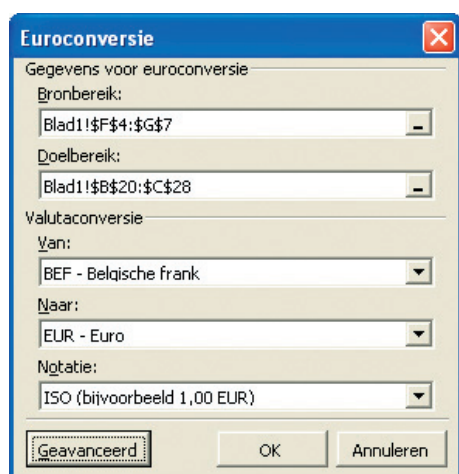 Euroconversie
Gegevens voor euroconversie
Bronbereik:
Blad1!$F$4:$G$7
Doelbereik:
Blad1!$B$20:$C$28
Valutaconversie
Van:
BEF - Belgische frank
Naar:
EUR - Euro
Notatie:
ISO (bijvoorbeeld 1,00 EUR)
Geavanceerd OK Annuleren